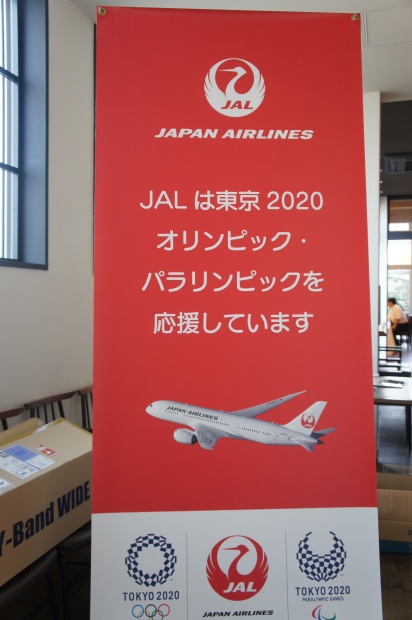 JAL
JAPAN AIRLINES
JALは東京2020
オリンピック・
パラリンピックを
応援しています
JAPAN AIRLINES
Y-Band WIDE
TOKYO 2020
JAL
JAPAN AIRLINES
TOKYO 2020
PARALYMPIC GAMES